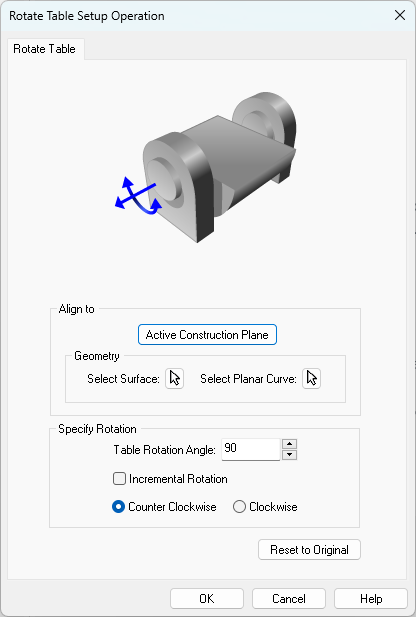 Rotate Table Setup Operation
Rotate Table
Align to
Active Construction Plane
Geometry
Select Surface:
Select Planar Curve:
Specify Rotation
Table Rotation Angle: 90
Incremental Rotation
Counter Clockwise
Clockwise
Reset to Original
OK
Cancel
Help